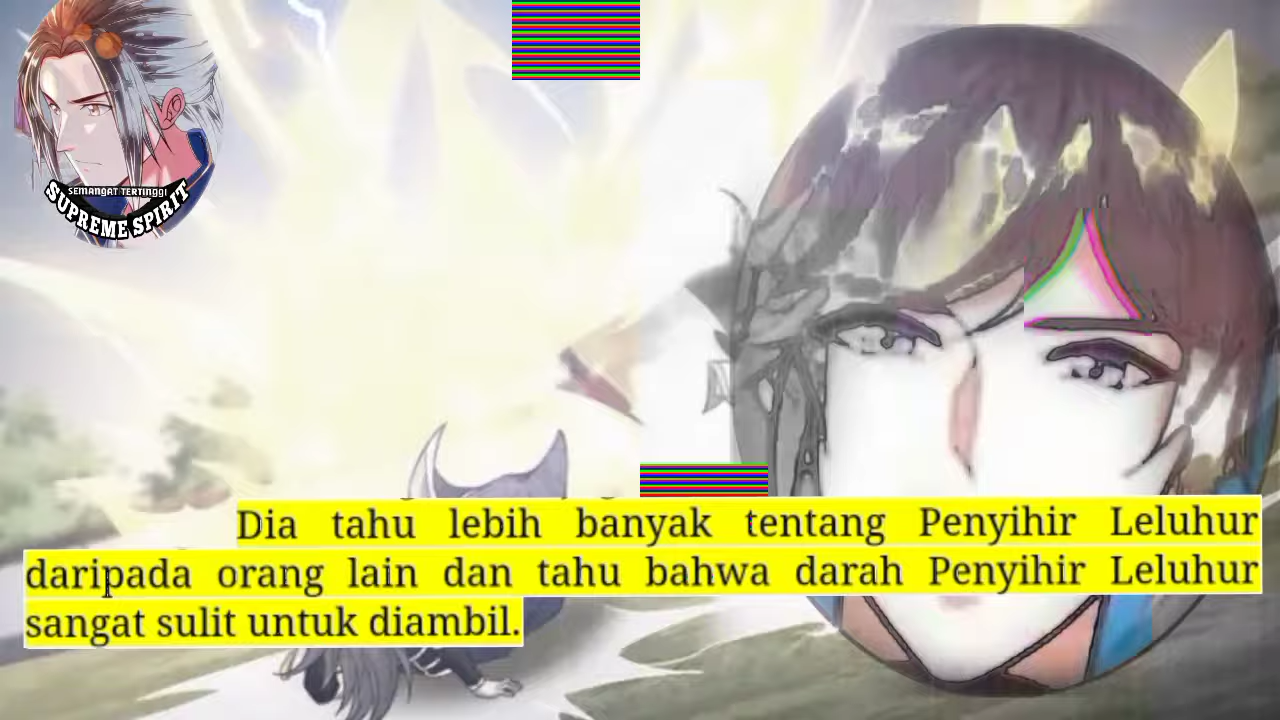 SEMANGAT TERTINGGI
SUPREME SPIRIT
Dia tahu lebih banyak tentang Penyihir Leluhur
daripada orang lain dan tahu bahwa darah Penyihir Leluhur
sangat sulit untuk diambil.